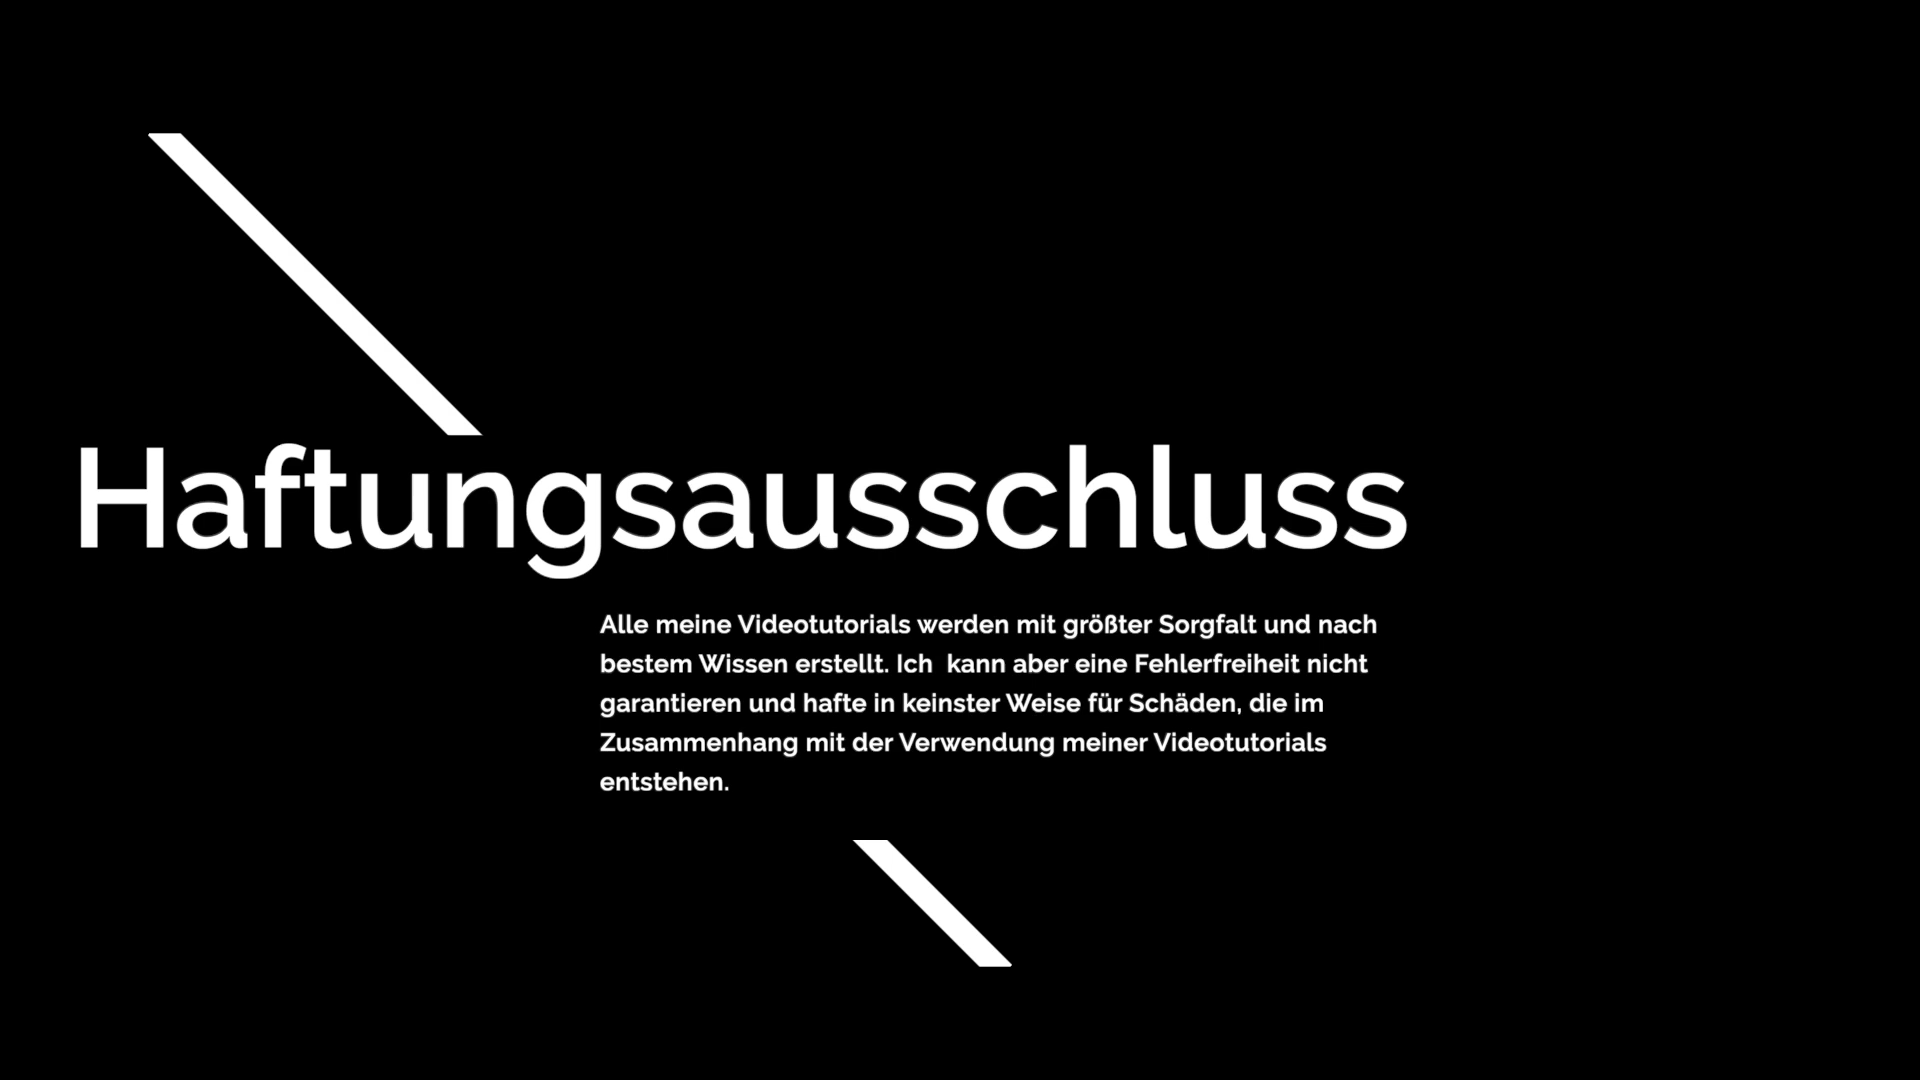 Haftungsausschluss
Alle meine Videotutorials werden mit größter Sorgfalt und nach
bestem Wissen erstellt. Ich  kann aber eine Fehlerfreiheit nicht
garantieren und hafte in keinster Weise für Schäden, die im
Zusammenhang mit der Verwendung meiner Videotutorials
entstehen.